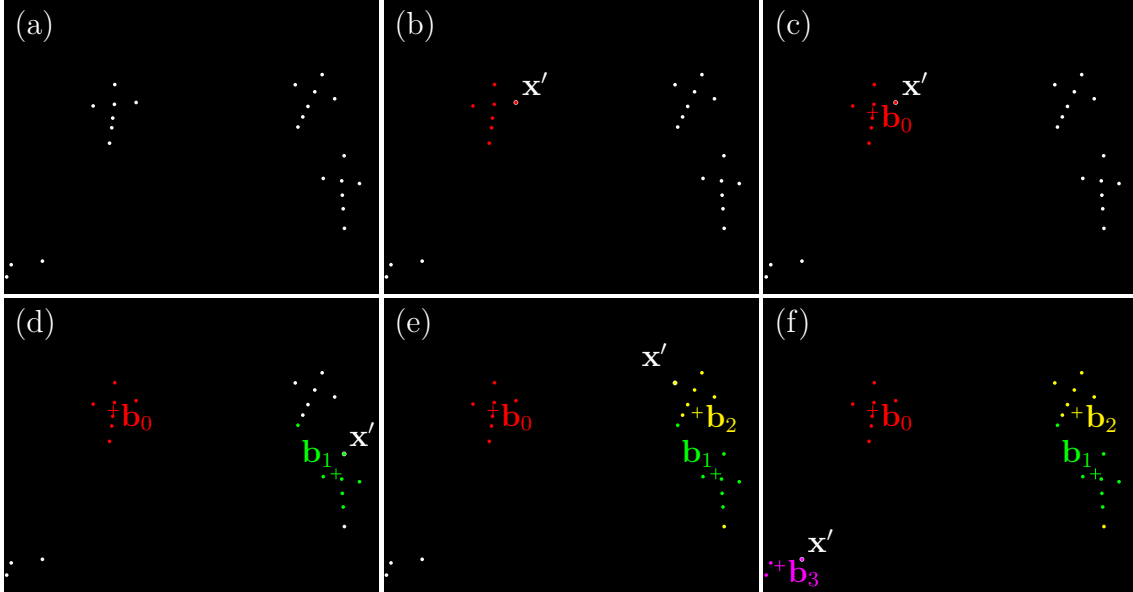 (a)
(b)
x′
(c)
x′
b₀
(d)
b₀
x′
b₁
(e)
x′
b₀
b₂
b₁
(f)
b₀
b₂
b₁
x′
b₃